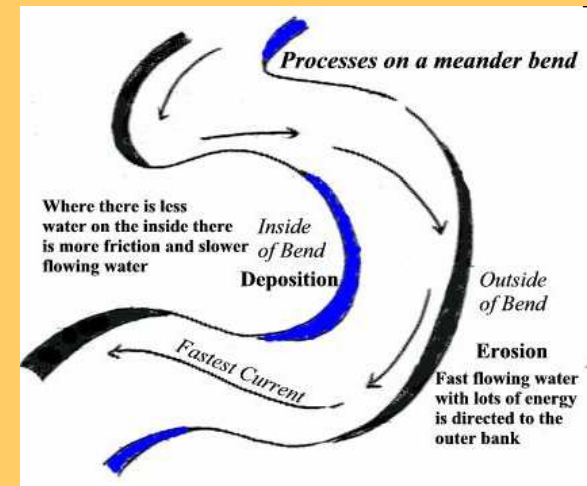 Processes on a meander bend
Where there is less
water on the inside there
is more friction and slower
flowing water
Inside
of Bend
Deposition
Outside
of Bend
Erosion
Fast flowing water
with lots of energy
is directed to the
outer bank
Fastest Current